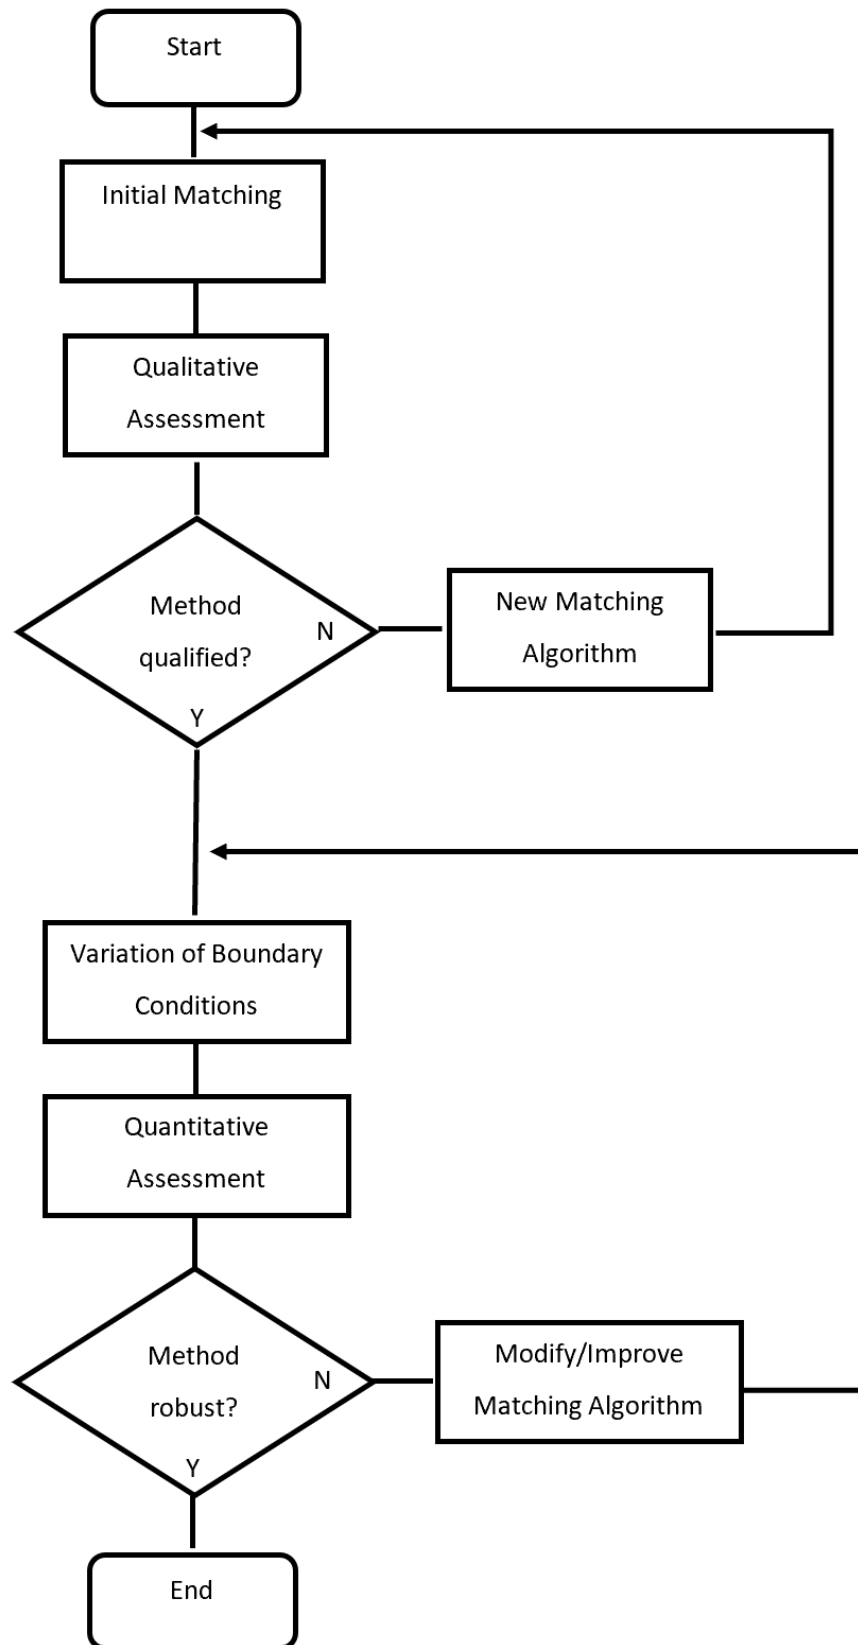 Start
Initial Matching
Qualitative
Assessment
Method
qualified?
N
Y
New Matching
Algorithm
Variation of Boundary
Conditions
Quantitative
Assessment
Method
robust?
N
Y
Modify/Improve
Matching Algorithm
End